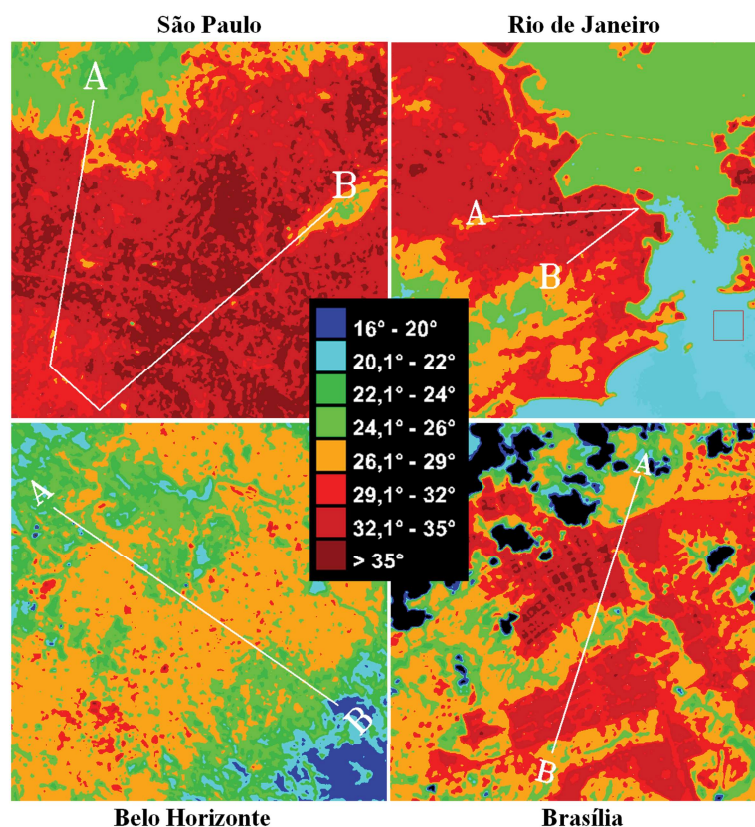 São Paulo
Rio de Janeiro
A
B
A
B
16° - 20°
20,1° - 22°
22,1° - 24°
24,1° - 26°
26,1° - 29°
29,1° - 32°
32,1° - 35°
> 35°
A
B
A
B
Belo Horizonte
Brasília